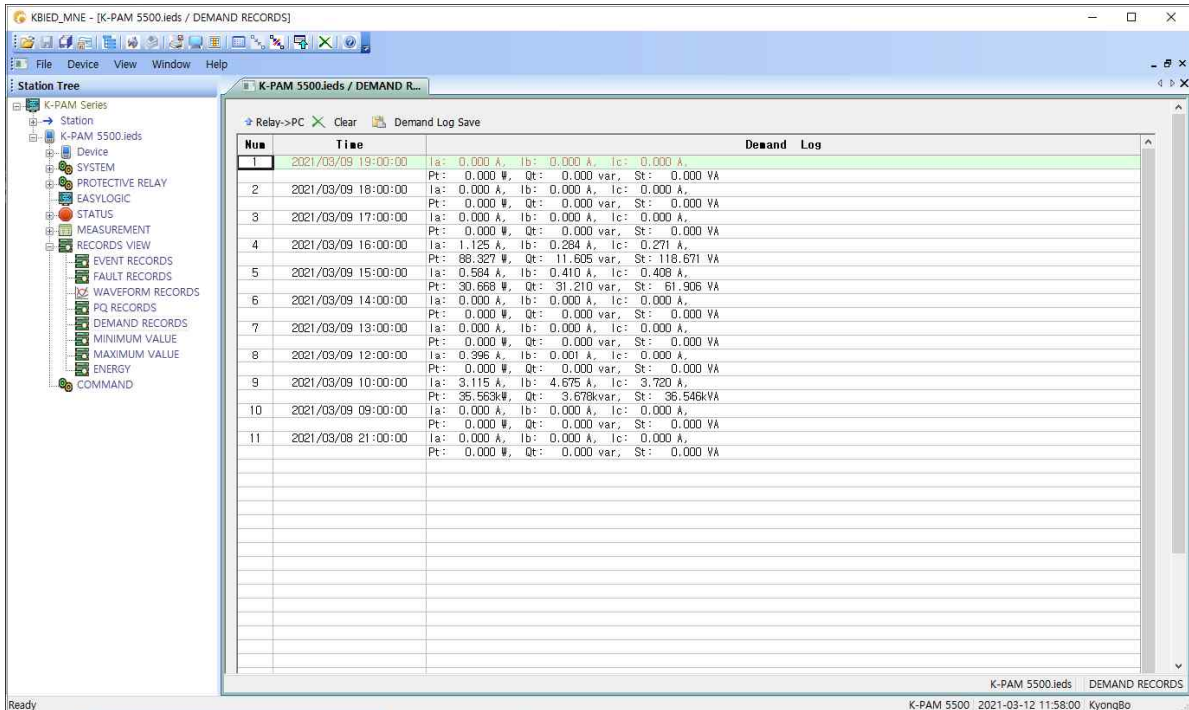 KBIED_MNE - [K-PAM 5500.ieds / DEMAND RECORDS]
File Device View Window Help
Station Tree
K-PAM 5500.ieds / DEMAND R...
K-PAM Series
Station
K-PAM 5500.ieds
Device
SYSTEM
PROTECTIVE RELAY
EASYLOGIC
STATUS
MEASUREMENT
RECORDS VIEW
EVENT RECORDS
FAULT RECORDS
WAVEFORM RECORDS
PQ RECORDS
DEMAND RECORDS
MINIMUM VALUE
MAXIMUM VALUE
ENERGY
COMMAND
Relay->PC Clear Demand Log Save
Num Time Demand Log
1 2021/03/09 19:00:00 Ia: 0.000 A, Ib: 0.000 A, Ic: 0.000 A,
Pt: 0.000 W, Qt: 0.000 var, St: 0.000 VA
2 2021/03/09 18:00:00 Ia: 0.000 A, Ib: 0.000 A, Ic: 0.000 A,
Pt: 0.000 W, Qt: 0.000 var, St: 0.000 VA
3 2021/03/09 17:00:00 Ia: 0.000 A, Ib: 0.000 A, Ic: 0.000 A,
Pt: 0.000 W, Qt: 0.000 var, St: 0.000 VA
4 2021/03/09 16:00:00 Ia: 1.125 A, Ib: 0.284 A, Ic: 0.271 A,
Pt: 88.327 W, Qt: 11.605 var, St: 118.671 VA
5 2021/03/09 15:00:00 Ia: 0.584 A, Ib: 0.410 A, Ic: 0.408 A,
Pt: 30.668 W, Qt: 31.210 var, St: 61.906 VA
6 2021/03/09 14:00:00 Ia: 0.000 A, Ib: 0.000 A, Ic: 0.000 A,
Pt: 0.000 W, Qt: 0.000 var, St: 0.000 VA
7 2021/03/09 13:00:00 Ia: 0.000 A, Ib: 0.000 A, Ic: 0.000 A,
Pt: 0.000 W, Qt: 0.000 var, St: 0.000 VA
8 2021/03/09 12:00:00 Ia: 0.396 A, Ib: 0.001 A, Ic: 0.000 A,
Pt: 0.000 W, Qt: 0.000 var, St: 0.000 VA
9 2021/03/09 10:00:00 Ia: 3.115 A, Ib: 4.675 A, Ic: 3.720 A,
Pt: 35.563kW, Qt: 3.678kvar, St: 36.546kVA
10 2021/03/09 09:00:00 Ia: 0.000 A, Ib: 0.000 A, Ic: 0.000 A,
Pt: 0.000 W, Qt: 0.000 var, St: 0.000 VA
11 2021/03/08 21:00:00 Ia: 0.000 A, Ib: 0.000 A, Ic: 0.000 A,
Pt: 0.000 W, Qt: 0.000 var, St: 0.000 VA
K-PAM 5500.ieds DEMAND RECORDS
Ready K-PAM 5500 2021-03-12 11:58:00 KyongBo